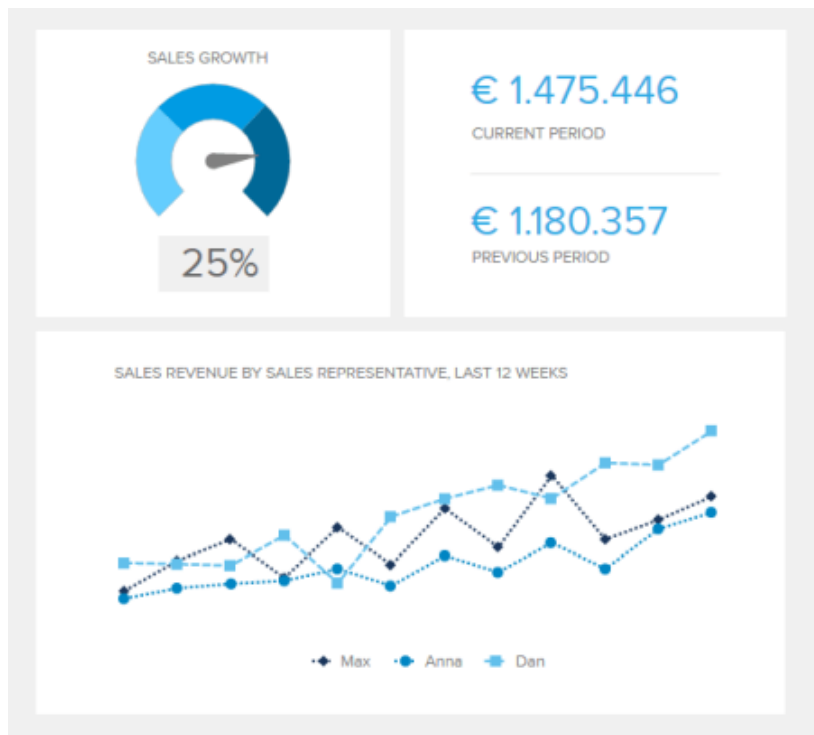 SALES GROWTH
25%
€ 1.475.446
CURRENT PERIOD
€ 1.180.357
PREVIOUS PERIOD
SALES REVENUE BY SALES REPRESENTATIVE, LAST 12 WEEKS
Max Anna Dan